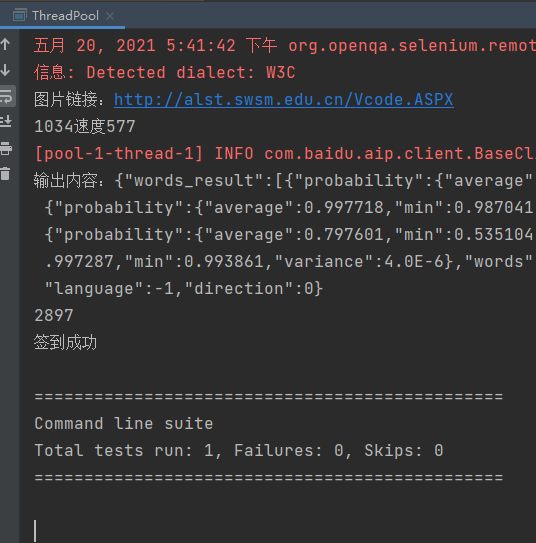 ThreadPool
五月 20, 2021 5:41:42 下午 org.openqa.selenium.remot
信息: Detected dialect: W3C
图片链接：http://alst.swsm.edu.cn/Vcode.ASPX
1034速度577
[pool-1-thread-1] INFO com.baidu.aip.client.BaseCl
输出内容：{"words_result":[{"probability":{"average"
{"probability":{"average":0.997718,"min":0.987041
{"probability":{"average":0.797601,"min":0.535104
.997287,"min":0.993861,"variance":4.0E-6},"words"
"language":-1,"direction":0}
2897
签到成功
===============================================
Command line suite
Total tests run: 1, Failures: 0, Skips: 0
===============================================